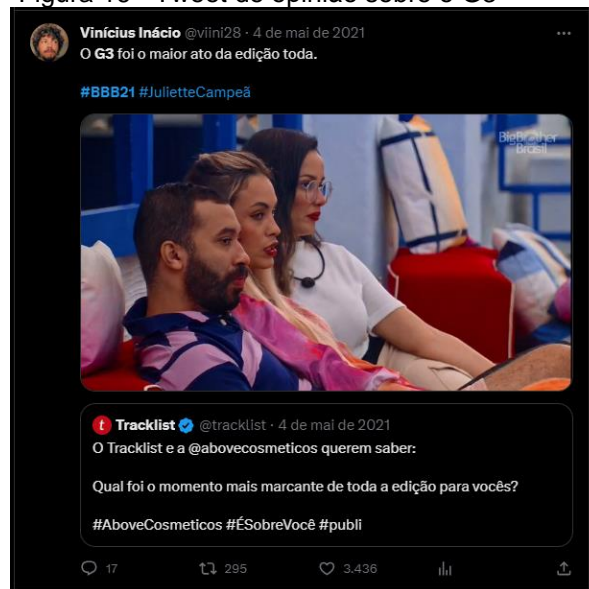 Vinícius Inácio @viini28 · 4 de mai de 2021
O G3 foi o maior ato da edição toda.
#BBB21 #JulietteCampeã
BigBrother
Brasil
t Tracklist @tracklist · 4 de mai de 2021
O Tracklist e a @abovecosmeticos querem saber:
Qual foi o momento mais marcante de toda a edição para vocês?
#AboveCosmeticos #ÉSobreVocê #publi
17 295 3.436